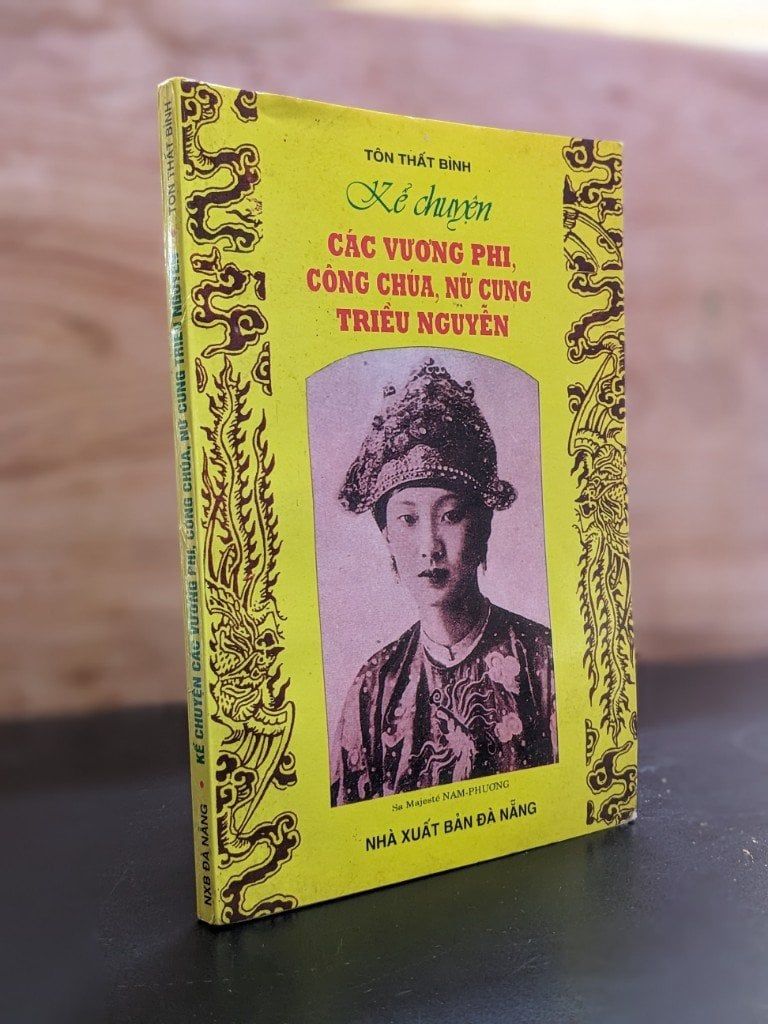 TÔN THẤT BÌNH
Kể chuyện
CÁC VƯƠNG PHI,
CÔNG CHÚA, NỮ CUNG
TRIỀU NGUYỄN
Sa Majesté NAM-PHƯƠNG
NHÀ XUẤT BẢN ĐÀ NẴNG
NXB ĐÀ NẴNG • KỂ CHUYỆN CÁC VƯƠNG PHI, CÔNG CHÚA, NỮ CUNG TRIỀU NGUYỄN • TÔN THẤT BÌNH